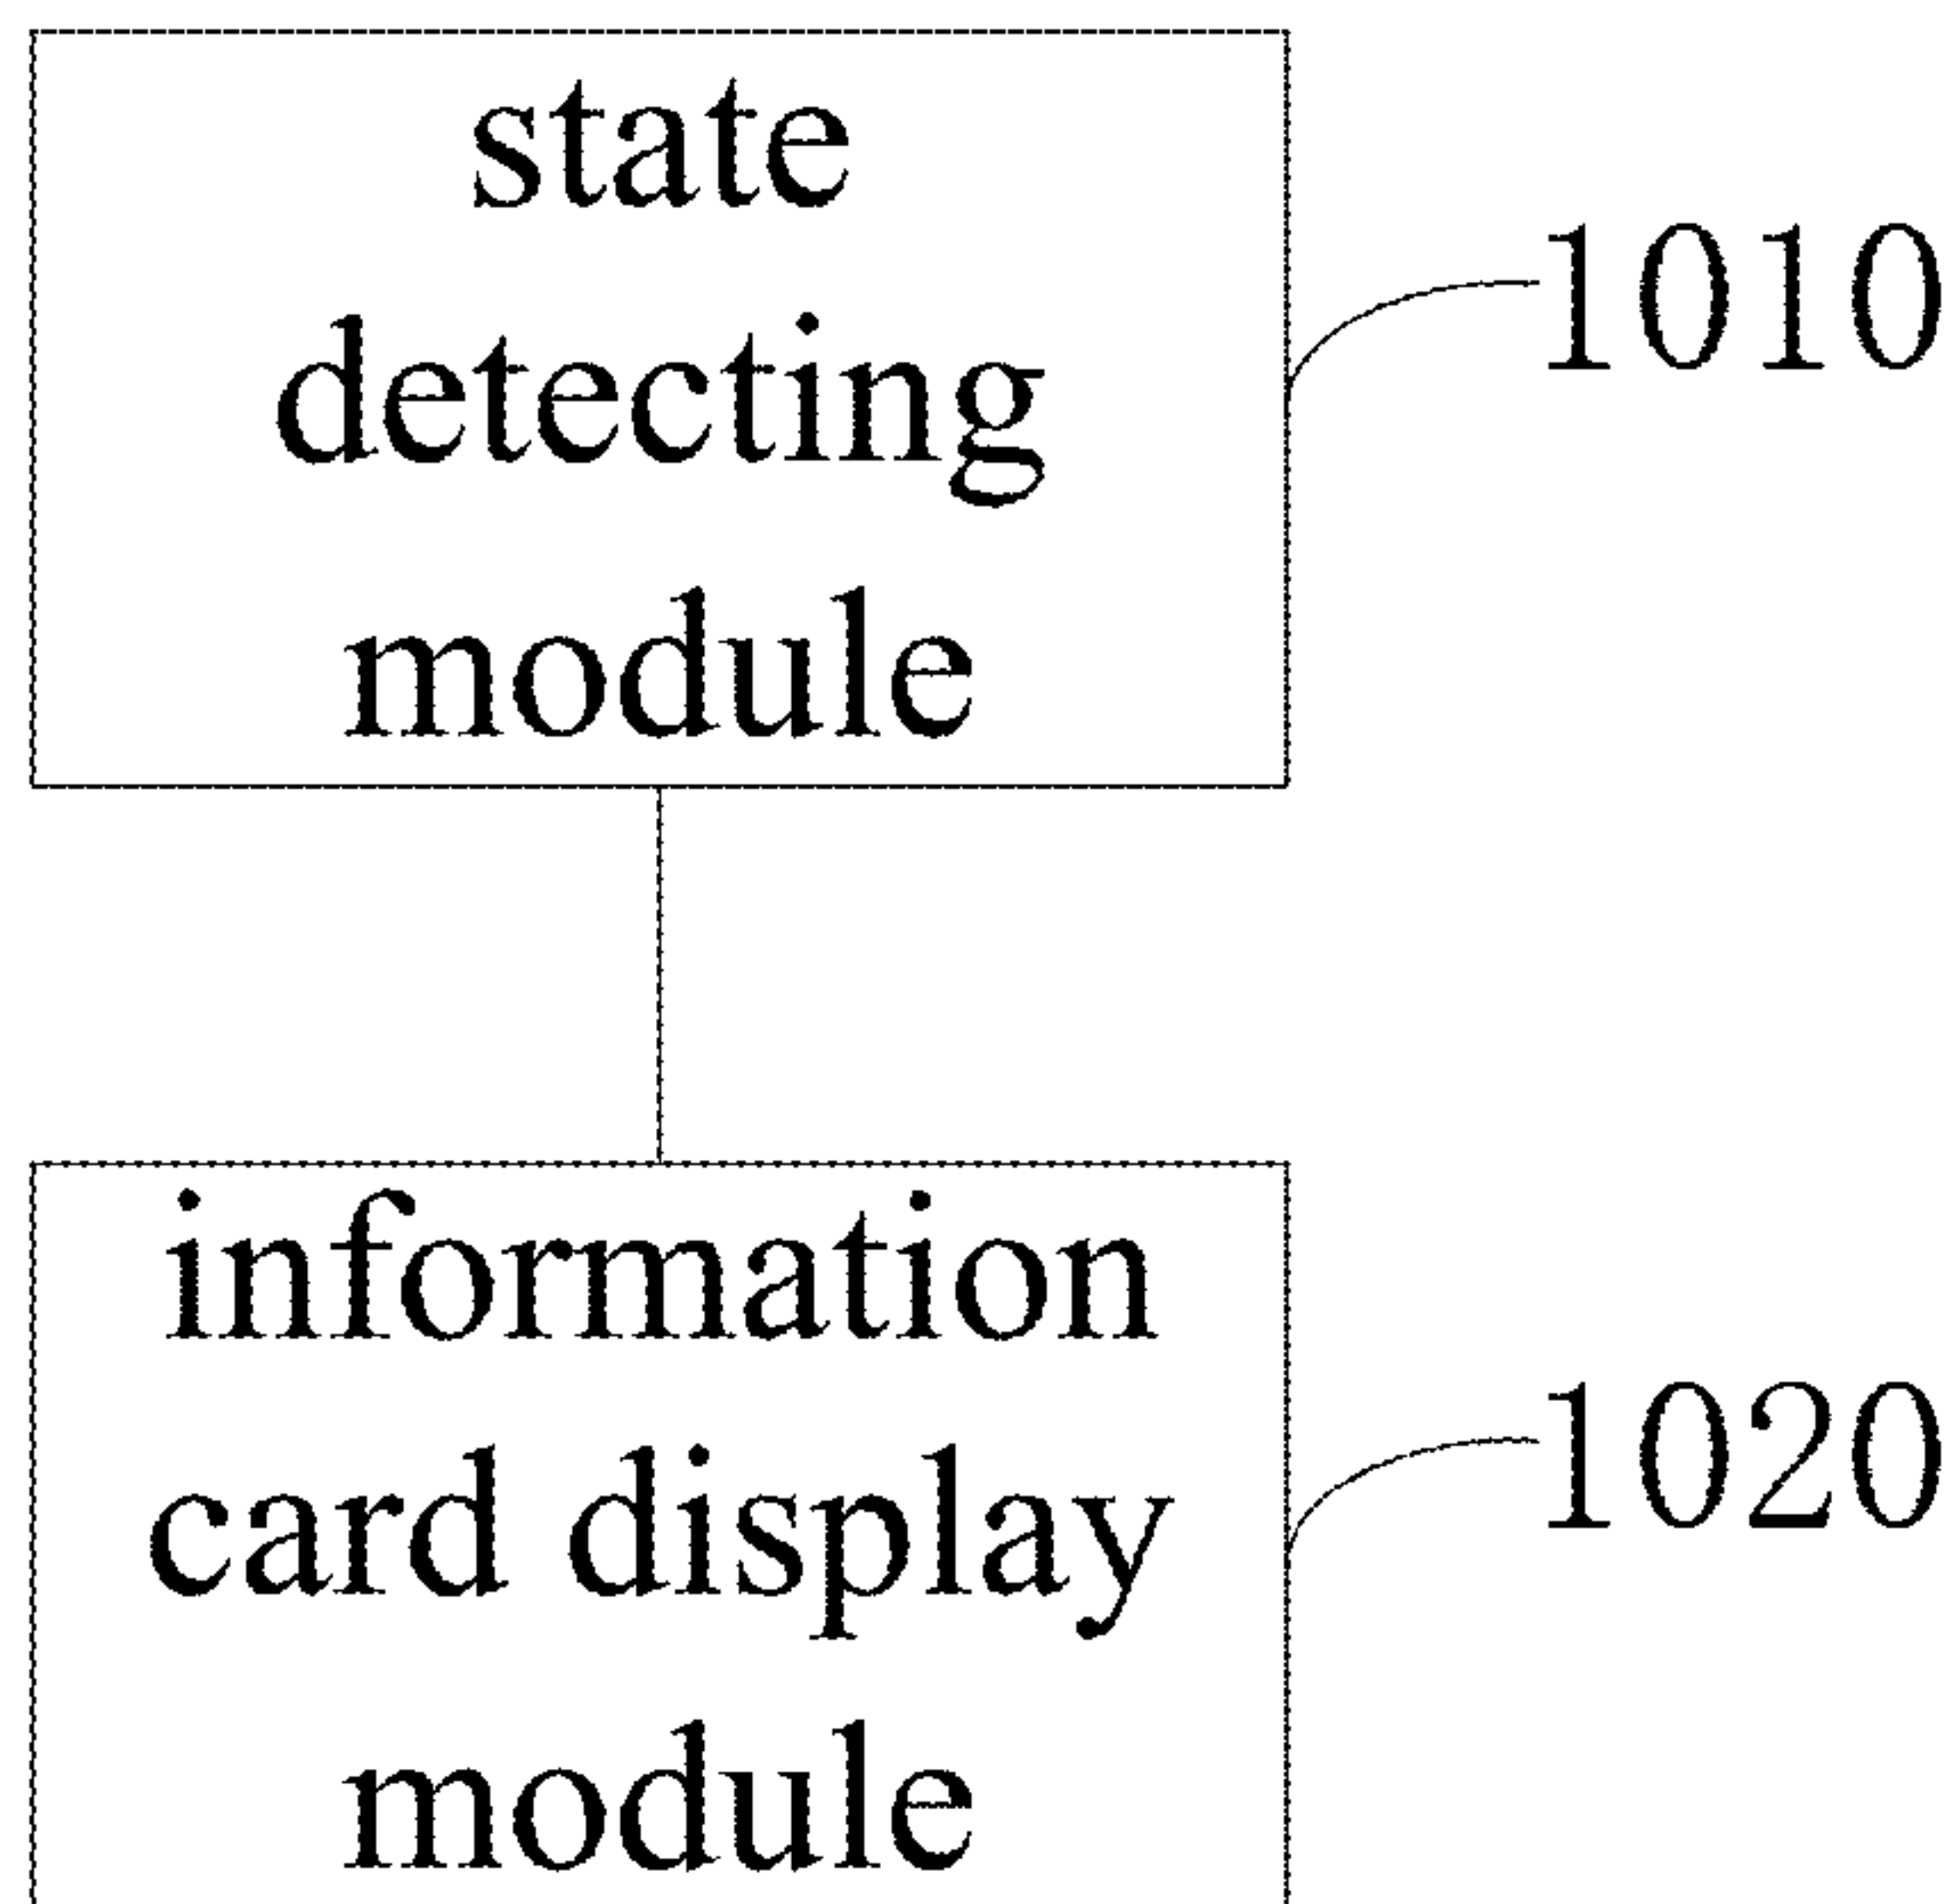 state
detecting
module
1010
information
card display
module
1020